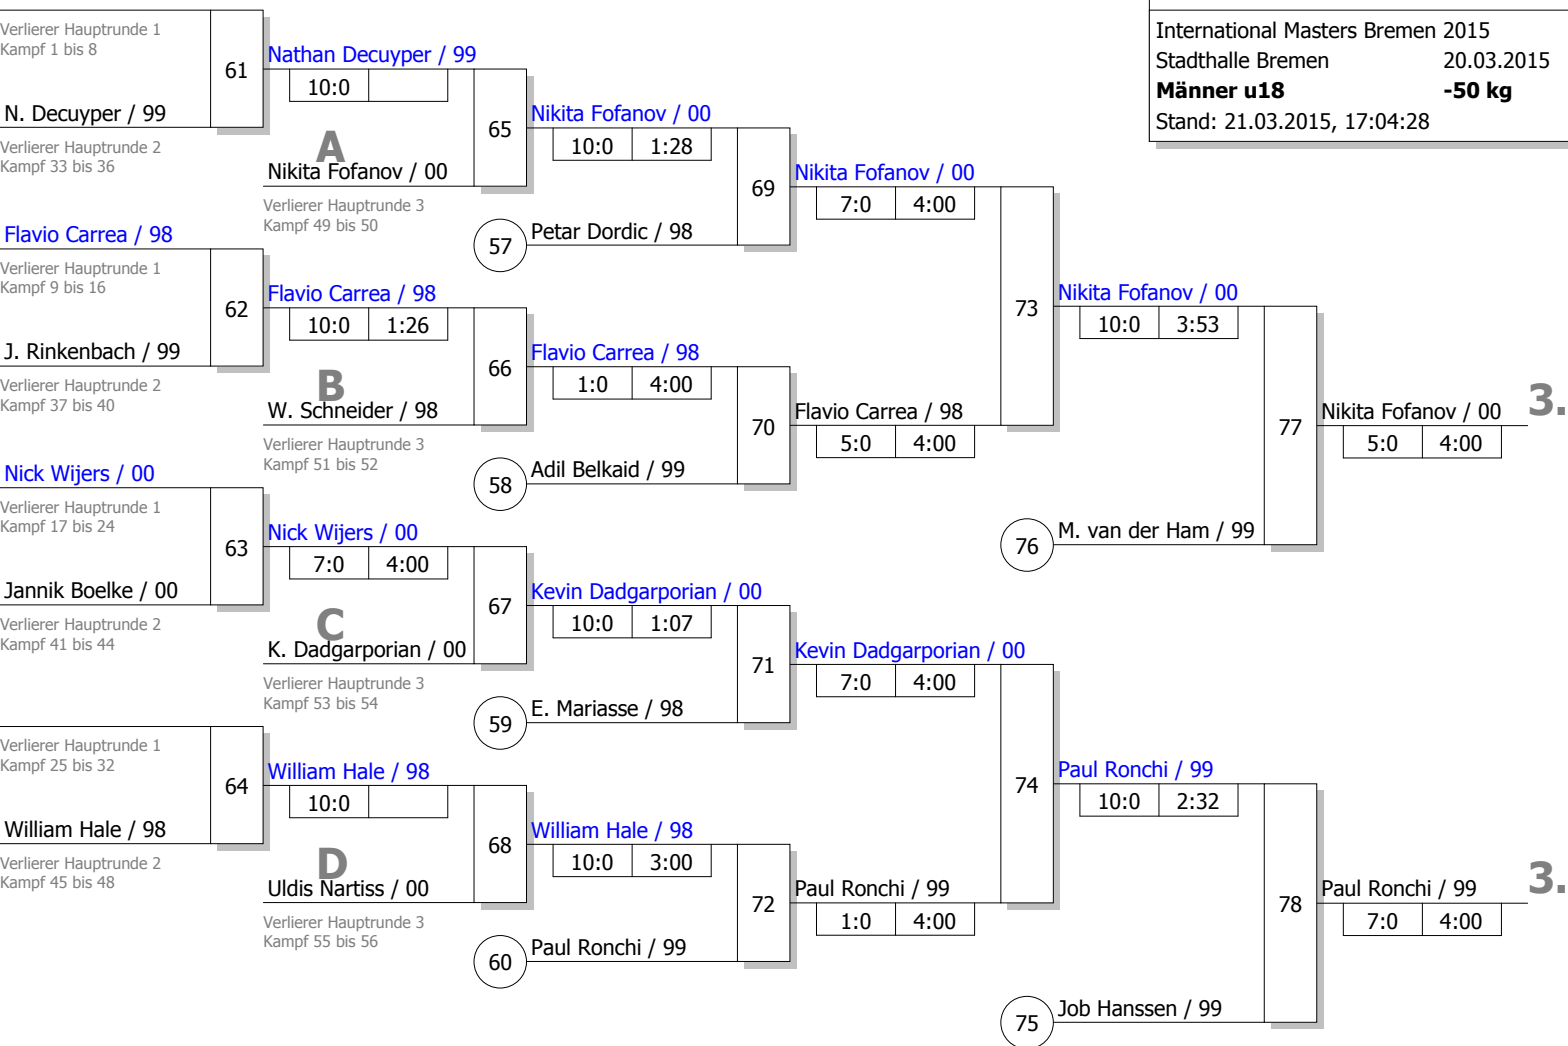 International Masters Bremen 2015
Stadthalle Bremen 20.03.2015
Männer u18 -50 kg
Stand: 21.03.2015, 17:04:28
Verlierer Hauptrunde 1
Kampf 1 bis 8
61
N. Decuyper / 99
Verlierer Hauptrunde 2
Kampf 33 bis 36
Flavio Carrea / 98
Verlierer Hauptrunde 1
Kampf 9 bis 16
62
J. Rinkenbach / 99
Verlierer Hauptrunde 2
Kampf 37 bis 40
Nick Wijers / 00
Verlierer Hauptrunde 1
Kampf 17 bis 24
63
Jannik Boelke / 00
Verlierer Hauptrunde 2
Kampf 41 bis 44
Verlierer Hauptrunde 1
Kampf 25 bis 32
64
William Hale / 98
Verlierer Hauptrunde 2
Kampf 45 bis 48
Nathan Decuyper / 99
10:0
A
65
Nikita Fofanov / 00
Verlierer Hauptrunde 3
Kampf 49 bis 50
Flavio Carrea / 98
10:0 1:26
B
66
W. Schneider / 98
Verlierer Hauptrunde 3
Kampf 51 bis 52
Nick Wijers / 00
7:0 4:00
C
67
K. Dadgarporian / 00
Verlierer Hauptrunde 3
Kampf 53 bis 54
William Hale / 98
10:0
D
68
Uldis Nartiss / 00
Verlierer Hauptrunde 3
Kampf 55 bis 56
Nikita Fofanov / 00
10:0 1:28
69
57 Petar Dordic / 98
Flavio Carrea / 98
1:0 4:00
70
58 Adil Belkaid / 99
Kevin Dadgarporian / 00
10:0 1:07
71
59 E. Mariasse / 98
William Hale / 98
10:0 3:00
72
60 Paul Ronchi / 99
Nikita Fofanov / 00
7:0 4:00
73
Flavio Carrea / 98
5:0 4:00
Kevin Dadgarporian / 00
7:0 4:00
74
Paul Ronchi / 99
1:0 4:00
Nikita Fofanov / 00
10:0 3:53
77
76 M. van der Ham / 99
Paul Ronchi / 99
10:0 2:32
78
75 Job Hanssen / 99
Nikita Fofanov / 00 3.
5:0 4:00
Paul Ronchi / 99 3.
7:0 4:00